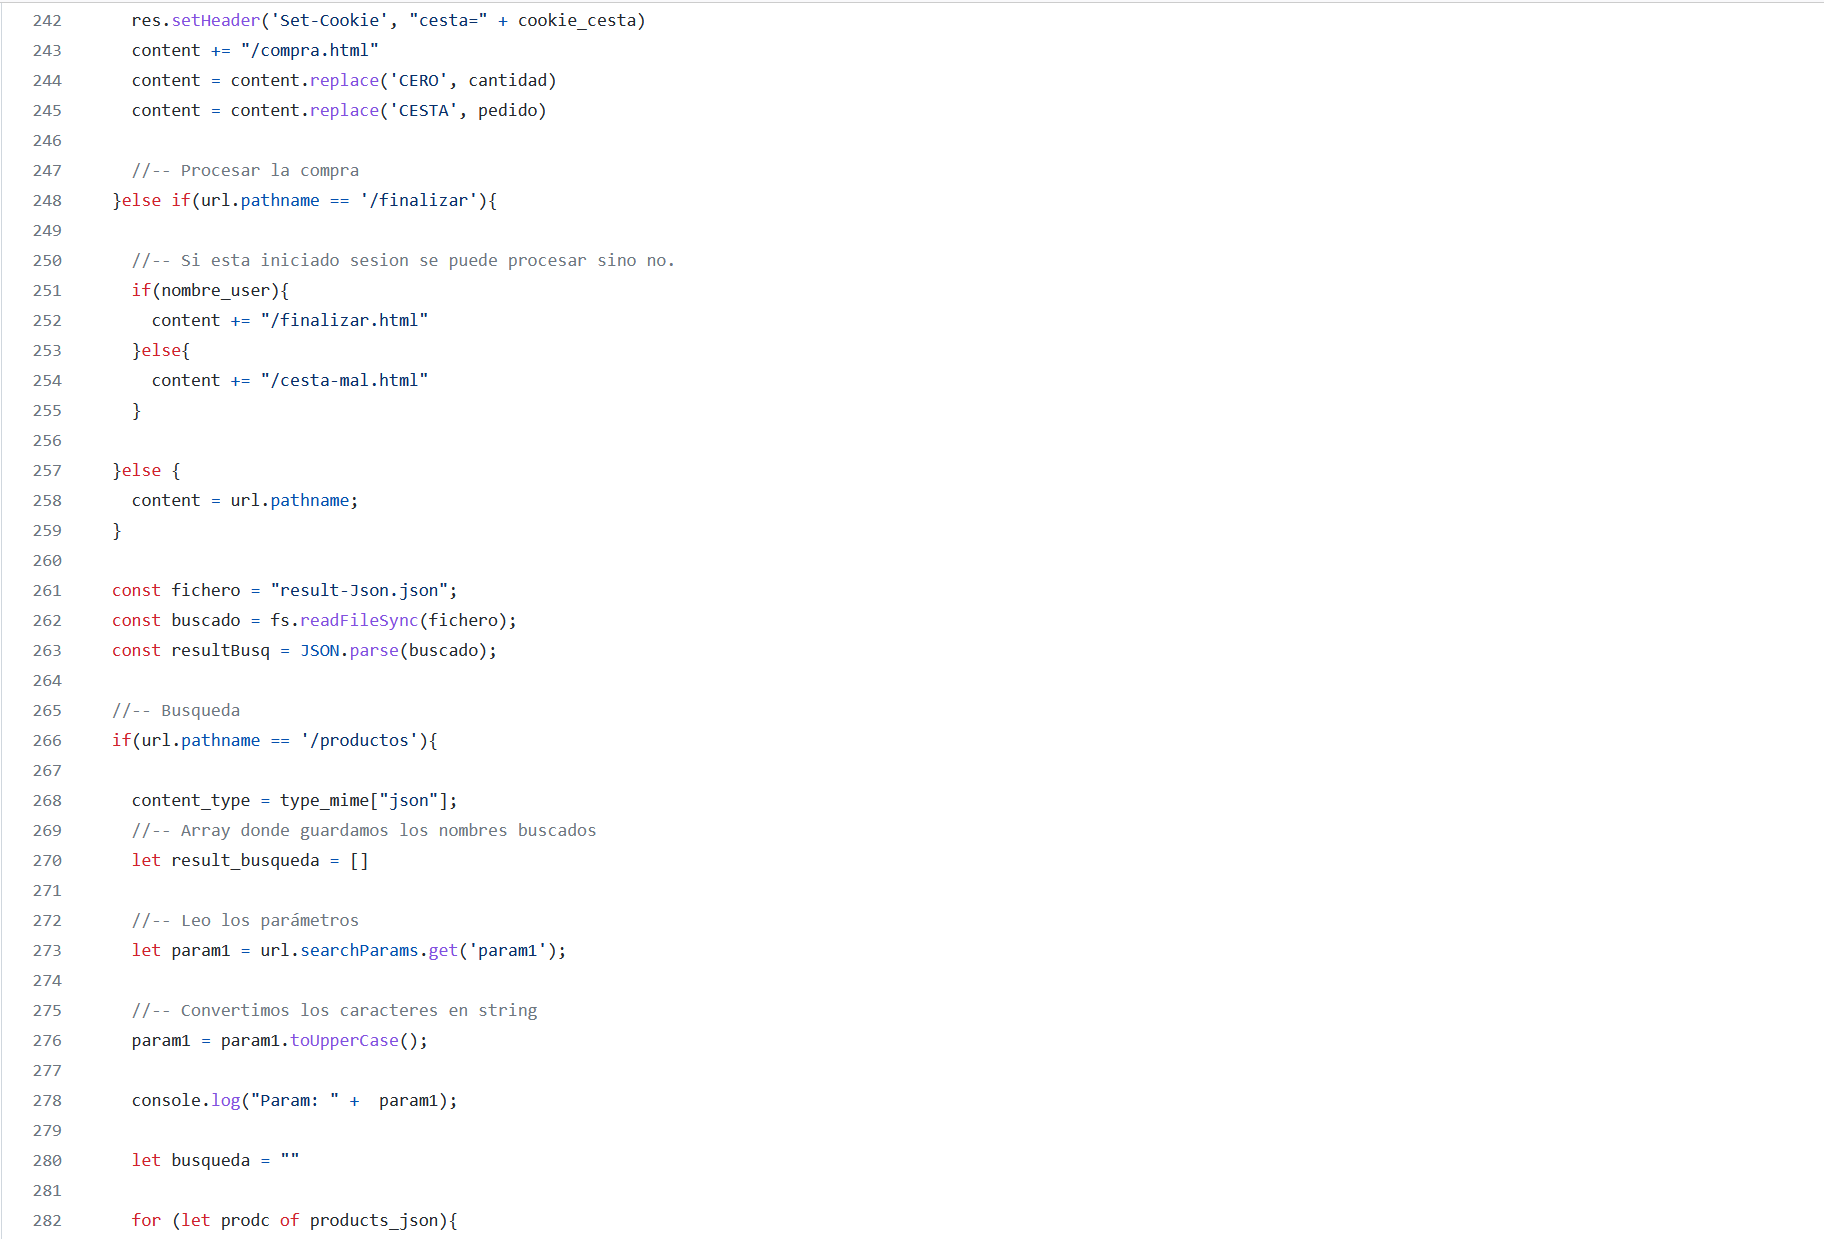 242 res.setHeader('Set-Cookie', "cesta=" + cookie_cesta)
243 content += "/compra.html"
244 content = content.replace('CERO', cantidad)
245 content = content.replace('CESTA', pedido)
246
247 //-- Procesar la compra
248 }else if(url.pathname == '/finalizar'){
249
250 //-- Si esta iniciado sesion se puede procesar sino no.
251 if(nombre_user){
252 content += "/finalizar.html"
253 }else{
254 content += "/cesta-mal.html"
255 }
256
257 }else {
258 content = url.pathname;
259 }
260
261 const fichero = "result-Json.json";
262 const buscado = fs.readFileSync(fichero);
263 const resultBusq = JSON.parse(buscado);
264
265 //-- Busqueda
266 if(url.pathname == '/productos'){
267
268 content_type = type_mime["json"];
269 //-- Array donde guardamos los nombres buscados
270 let result_busqueda = []
271
272 //-- Leo los parámetros
273 let param1 = url.searchParams.get('param1');
274
275 //-- Convertimos los caracteres en string
276 param1 = param1.toUpperCase();
277
278 console.log("Param: " +  param1);
279
280 let busqueda = ""
281
282 for (let prodc of products_json){